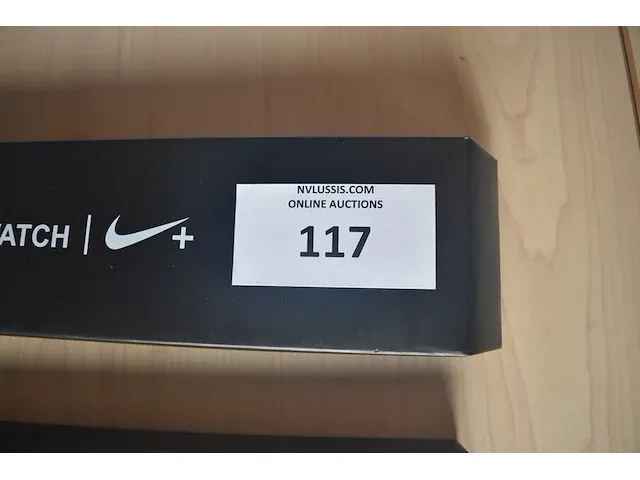 ATCH | +
NVLUSSIS.COM
ONLINE AUCTIONS
117